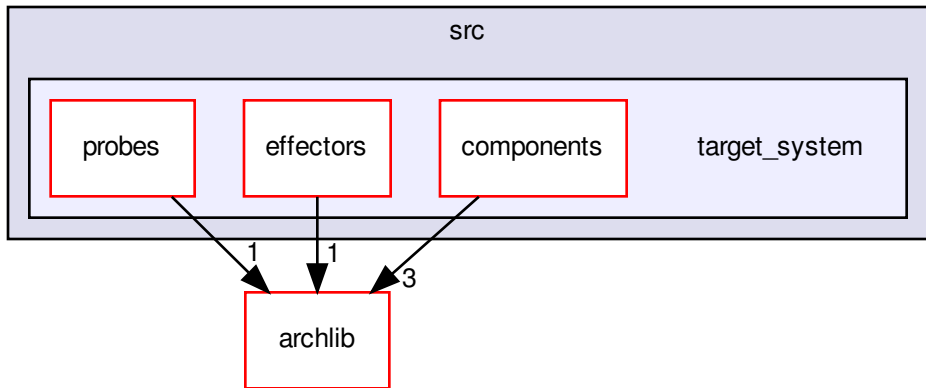 src
probes
effectors
components
target_system
1
1
3
archlib